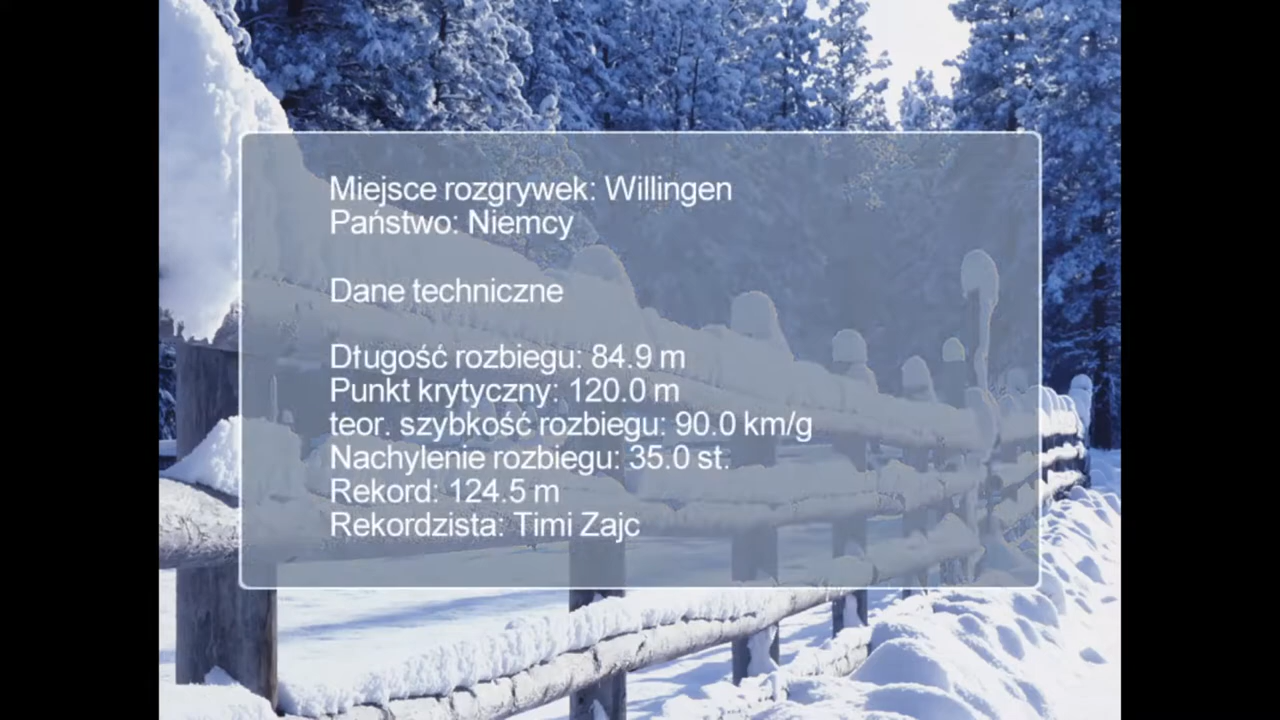 Miejsce rozgrywek: Willingen
Państwo: Niemcy
Dane techniczne
Długość rozbiegu: 84.9 m
Punkt krytyczny: 120.0 m
teor. szybkość rozbiegu: 90.0 km/g
Nachylenie rozbiegu: 35.0 st.
Rekord: 124.5 m
Rekordzista: Timi Zajc